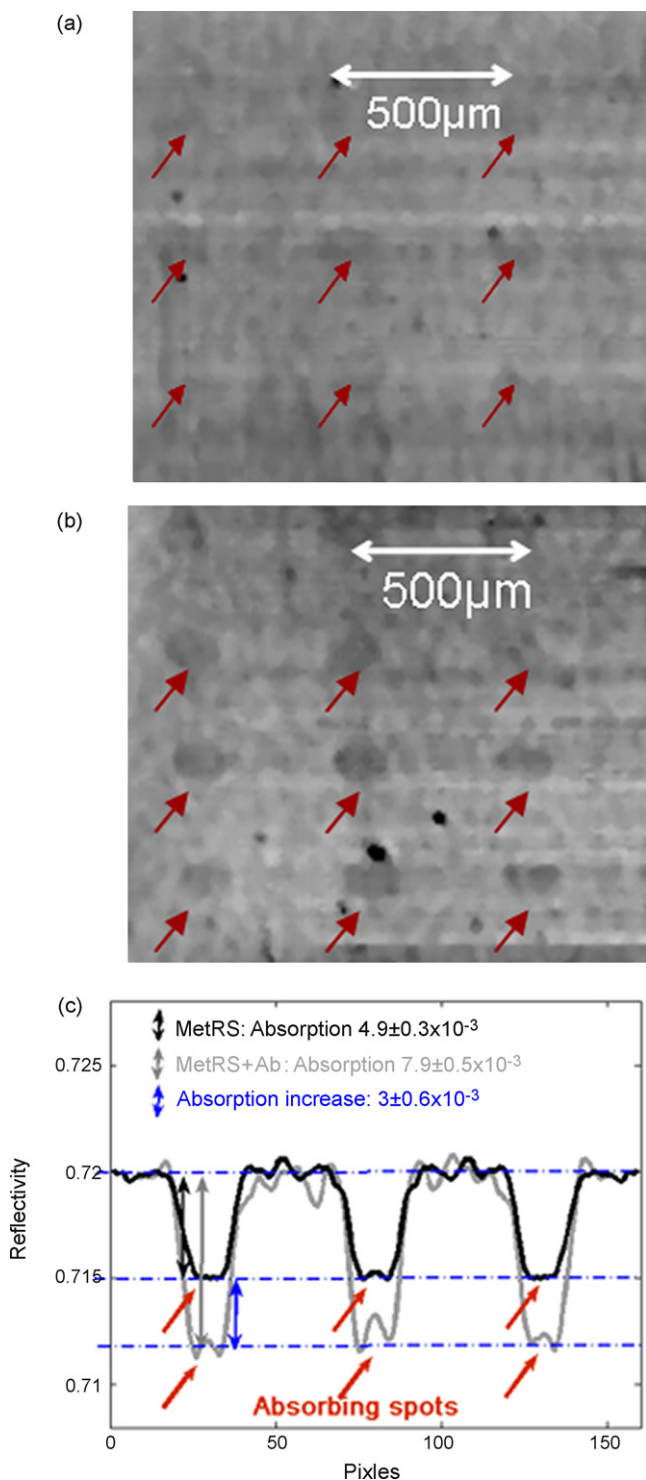 (a)
500µm
(b)
500µm
(c)
MetRS: Absorption 4.9±0.3x10⁻³
MetRS+Ab: Absorption 7.9±0.5x10⁻³
Absorption increase: 3±0.6x10⁻³
0.725
0.72
0.715
0.71
Reflectivity
Absorbing spots
0 50 100 150
Pixles